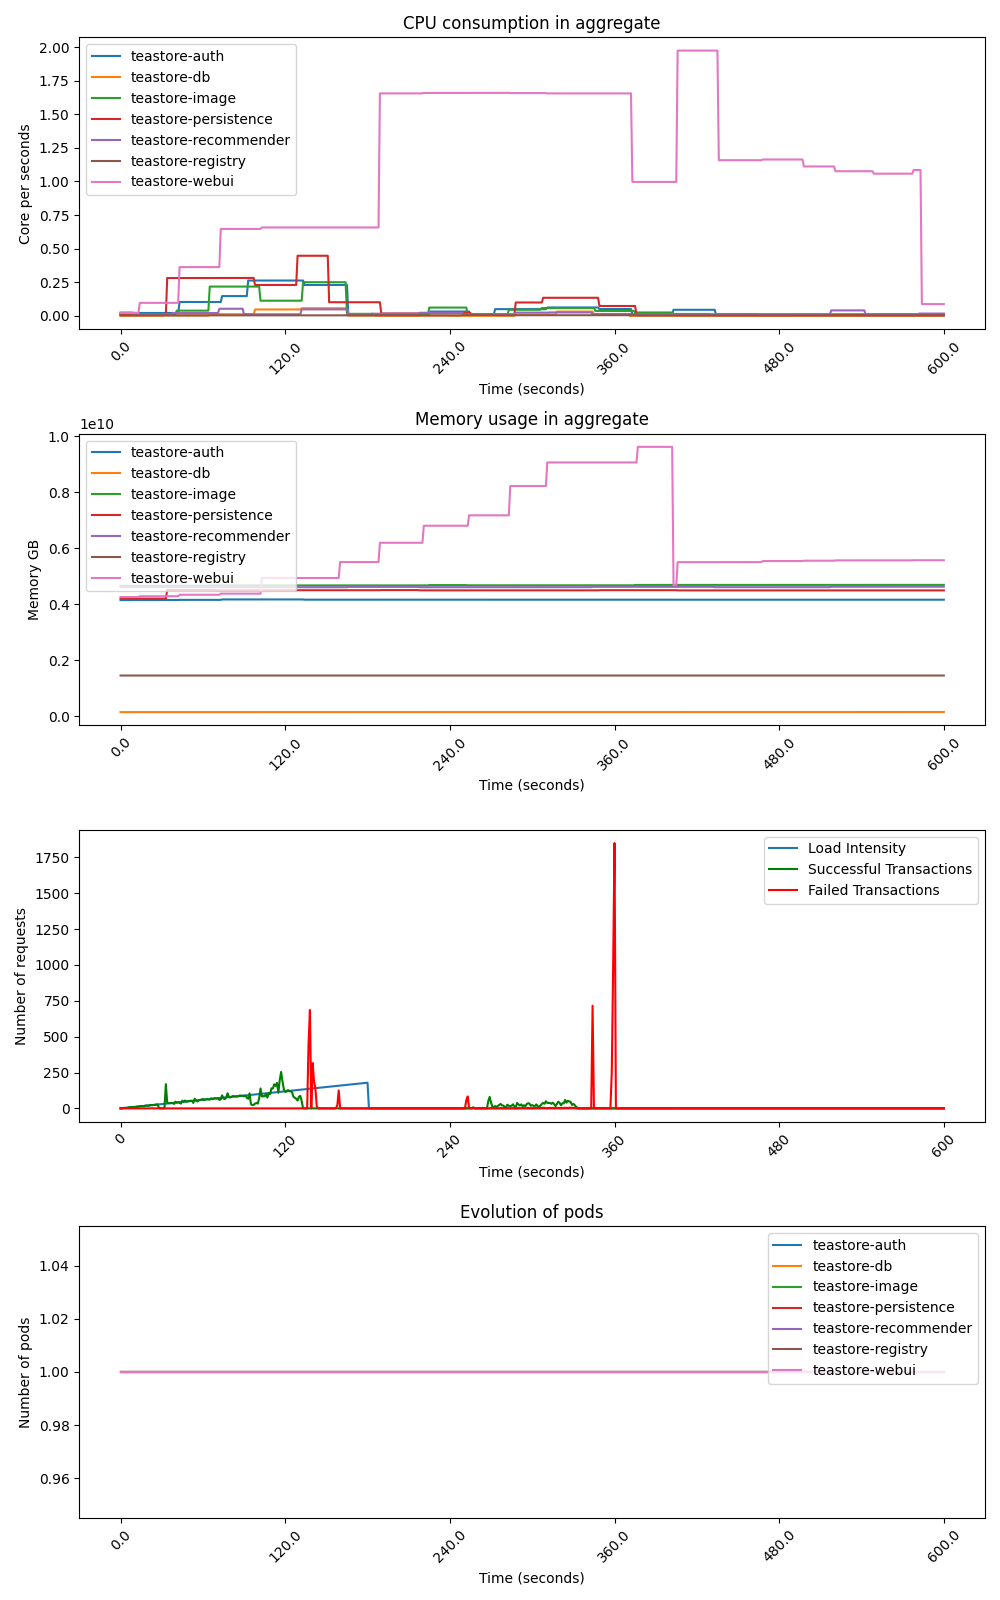 CPU consumption in aggregate
Core per seconds
2.00
1.75
1.50
1.25
1.00
0.75
0.50
0.25
0.00
teastore-auth
teastore-db
teastore-image
teastore-persistence
teastore-recommender
teastore-registry
teastore-webui
0.0
120.0
240.0
360.0
480.0
600.0
Time (seconds)
Memory usage in aggregate
1e10
Memory GB
1.0
0.8
0.6
0.4
0.2
0.0
teastore-auth
teastore-db
teastore-image
teastore-persistence
teastore-recommender
teastore-registry
teastore-webui
0.0
120.0
240.0
360.0
480.0
600.0
Time (seconds)
Number of requests
1750
1500
1250
1000
750
500
250
0
Load Intensity
Successful Transactions
Failed Transactions
0
120
240
360
480
600
Time (seconds)
Evolution of pods
Number of pods
1.04
1.02
1.00
0.98
0.96
teastore-auth
teastore-db
teastore-image
teastore-persistence
teastore-recommender
teastore-registry
teastore-webui
0.0
120.0
240.0
360.0
480.0
600.0
Time (seconds)